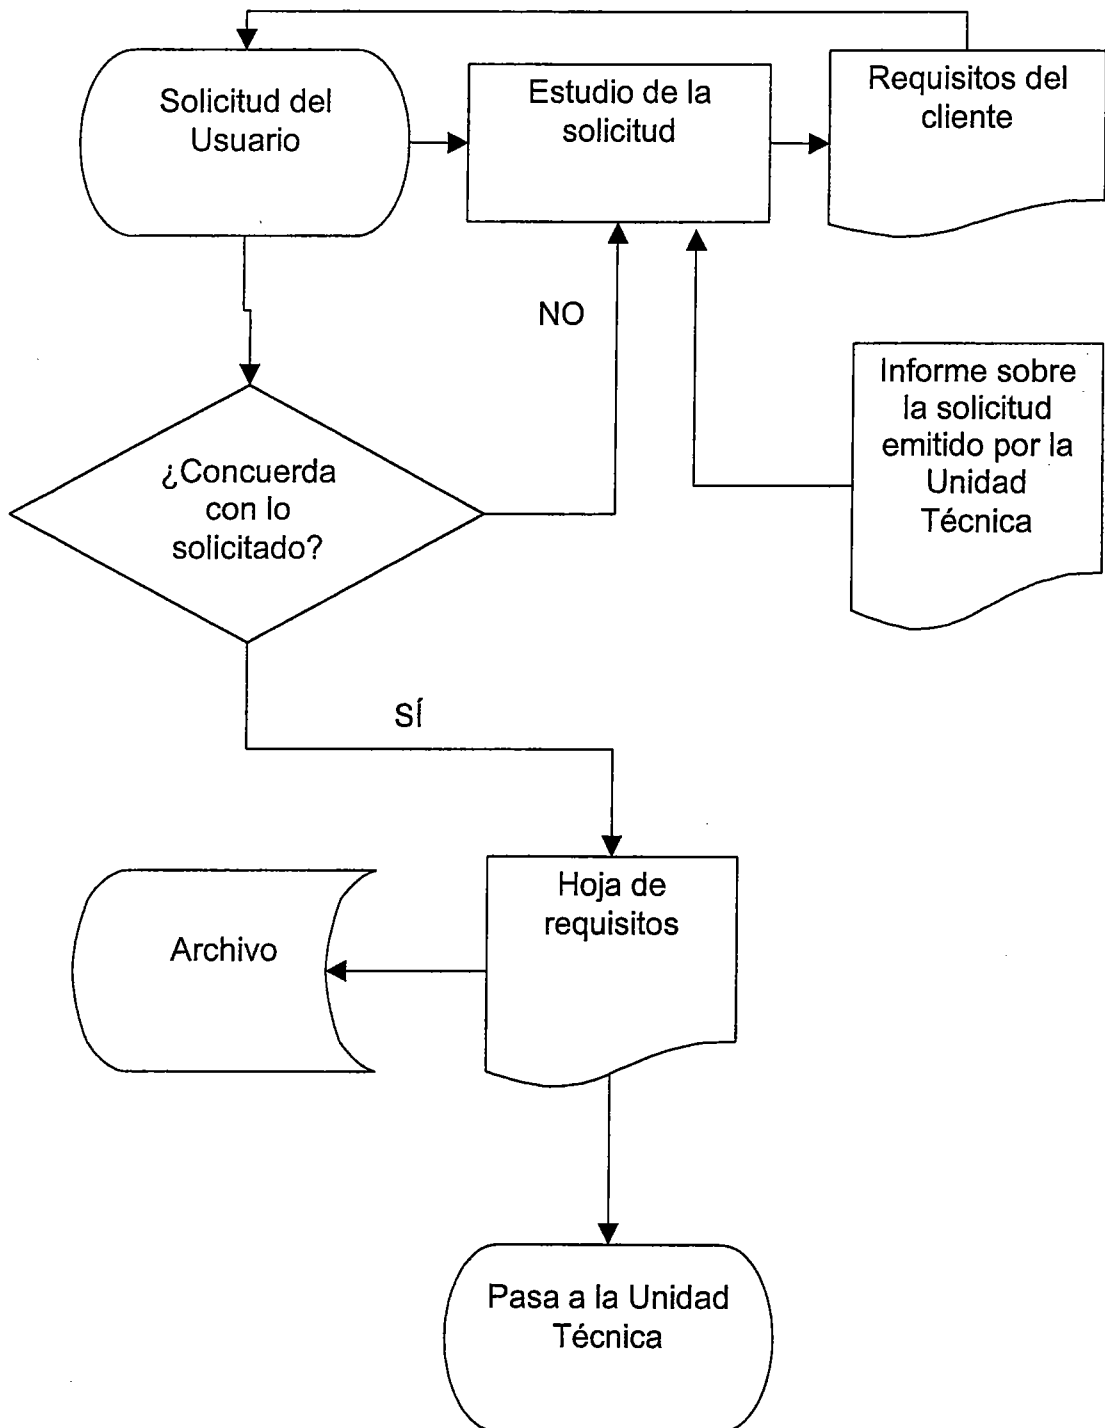 Solicitud del
Usuario
Estudio de la
solicitud
Requisitos del
cliente
NO
Informe sobre
la solicitud
emitido por la
Unidad
Técnica
¿Concuerda
con lo
solicitado?
SÍ
Hoja de
requisitos
Archivo
Pasa a la Unidad
Técnica